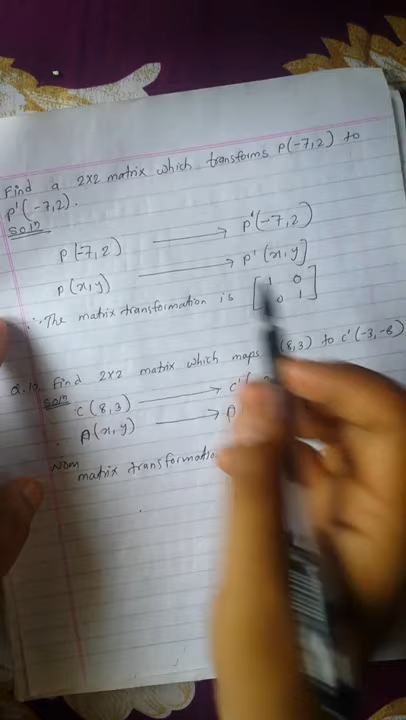 Find a 2x2 matrix which transforms P(-7,2) to
P'(-7,2).
Soln
P(-7,2) → P'(-7,2)
P(x,y) → P'(x,y]
∴ The matrix transformation is [1 0
0 1]
Find 2x2 matrix which maps (8,3) to c'(-3,-8)
Soln
C(8,3) → C'(
A(x,y) →
Now
matrix transformatio